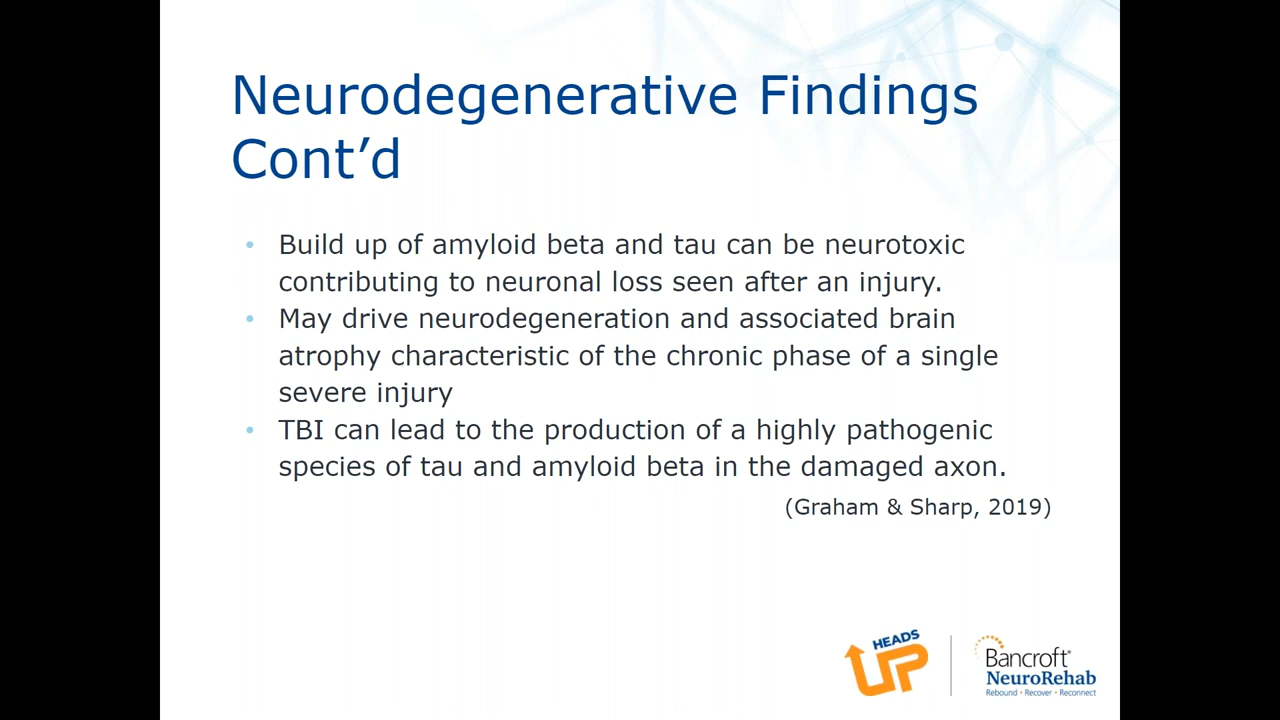 Neurodegenerative Findings
Cont’d
• Build up of amyloid beta and tau can be neurotoxic
contributing to neuronal loss seen after an injury.
• May drive neurodegeneration and associated brain
atrophy characteristic of the chronic phase of a single
severe injury
• TBI can lead to the production of a highly pathogenic
species of tau and amyloid beta in the damaged axon.
(Graham & Sharp, 2019)
HEADS
UP
Bancroft®
NeuroRehab
Rebound • Recover • Reconnect